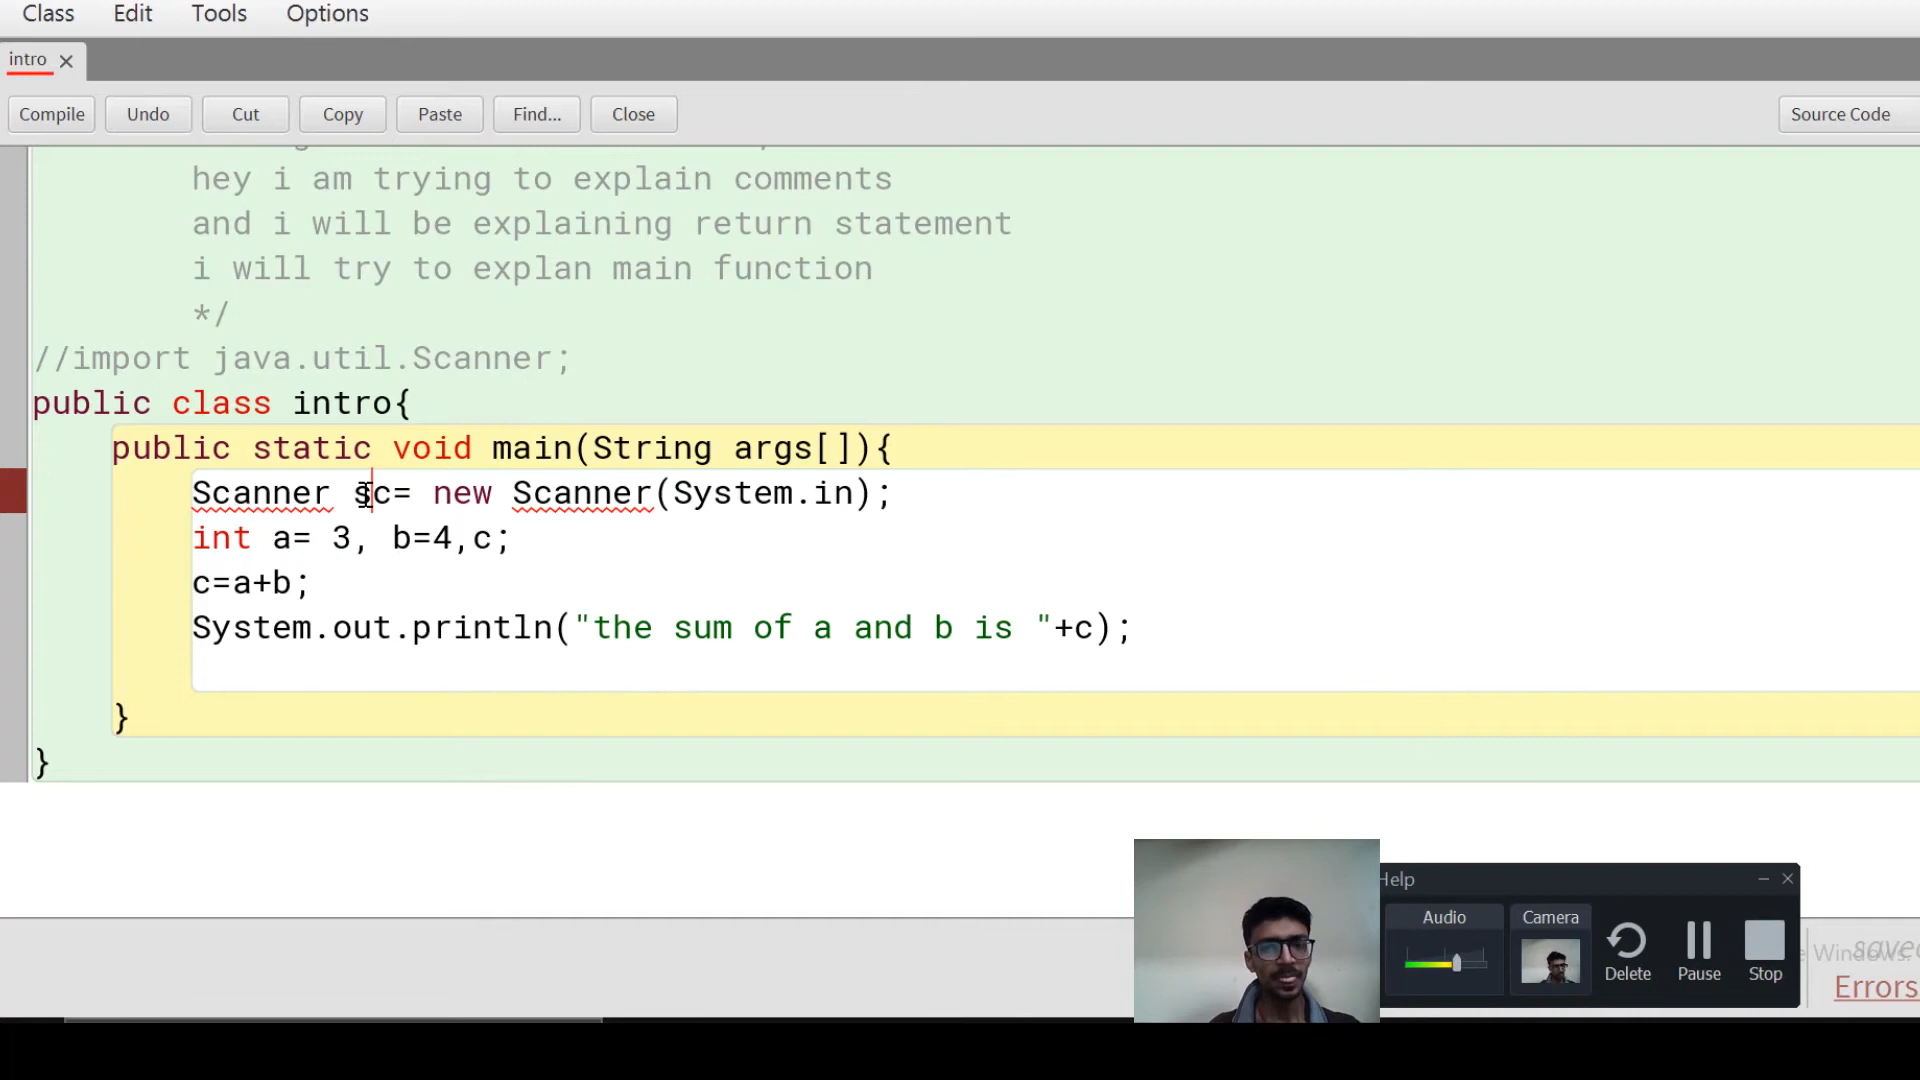 Class Edit Tools Options
intro
Compile Undo Cut Copy Paste Find... Close Source Code
hey i am trying to explain comments
and i will be explaining return statement
i will try to explan main function
*/
//import java.util.Scanner;
public class intro{
public static void main(String args[]){
Scanner sc= new Scanner(System.in);
int a= 3, b=4,c;
c=a+b;
System.out.println("the sum of a and b is "+c);
}
}
Help
Audio Camera
Delete Pause Stop
Windows.
saved
Errors